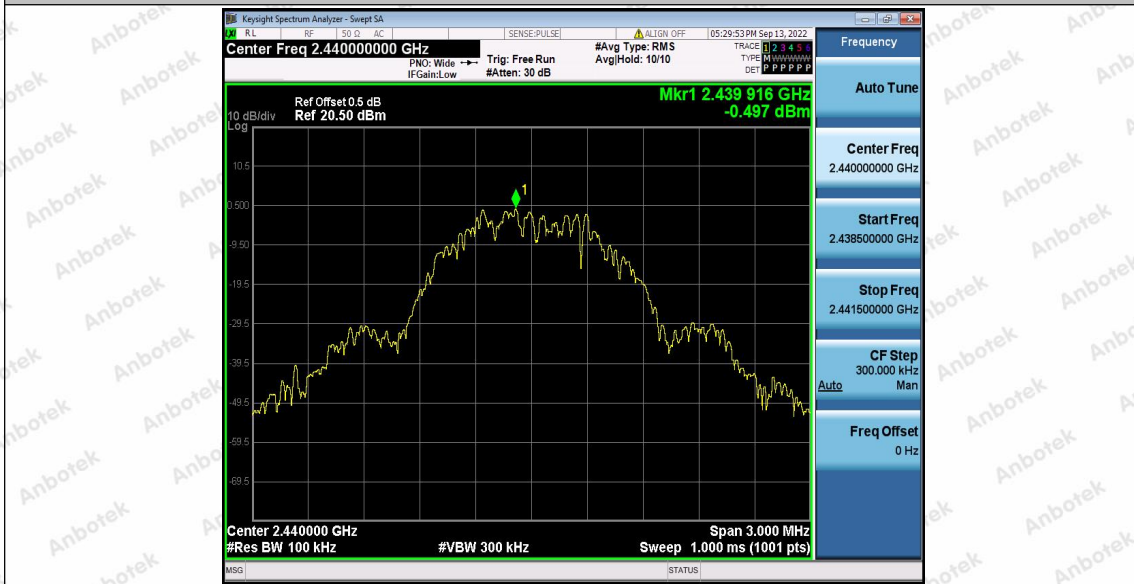 Keysight Spectrum Analyzer - Swept SA
LXI RL RF 50 Ω AC SENSE:PULSE ALIGN OFF 05:29:53 PM Sep 13, 2022
Center Freq 2.440000000 GHz
PNO: Wide
IFGain:Low
Trig: Free Run
#Atten: 30 dB
#Avg Type: RMS
Avg|Hold: 10/10
TRACE 1 2 3 4 5 6
TYPE M W W W W W
DET P P P P P P
Ref Offset 0.5 dB
10 dB/div Ref 20.50 dBm
Log
Mkr1 2.439 916 GHz
-0.497 dBm
1
10.5
0.500
-9.50
-19.5
-29.5
-39.5
-49.5
-59.5
-69.5
Center 2.440000 GHz Span 3.000 MHz
#Res BW 100 kHz #VBW 300 kHz Sweep 1.000 ms (1001 pts)
MSG STATUS
Frequency
Auto Tune
Center Freq
2.440000000 GHz
Start Freq
2.438500000 GHz
Stop Freq
2.441500000 GHz
CF Step
300.000 kHz
Auto Man
Freq Offset
0 Hz
Anbotek